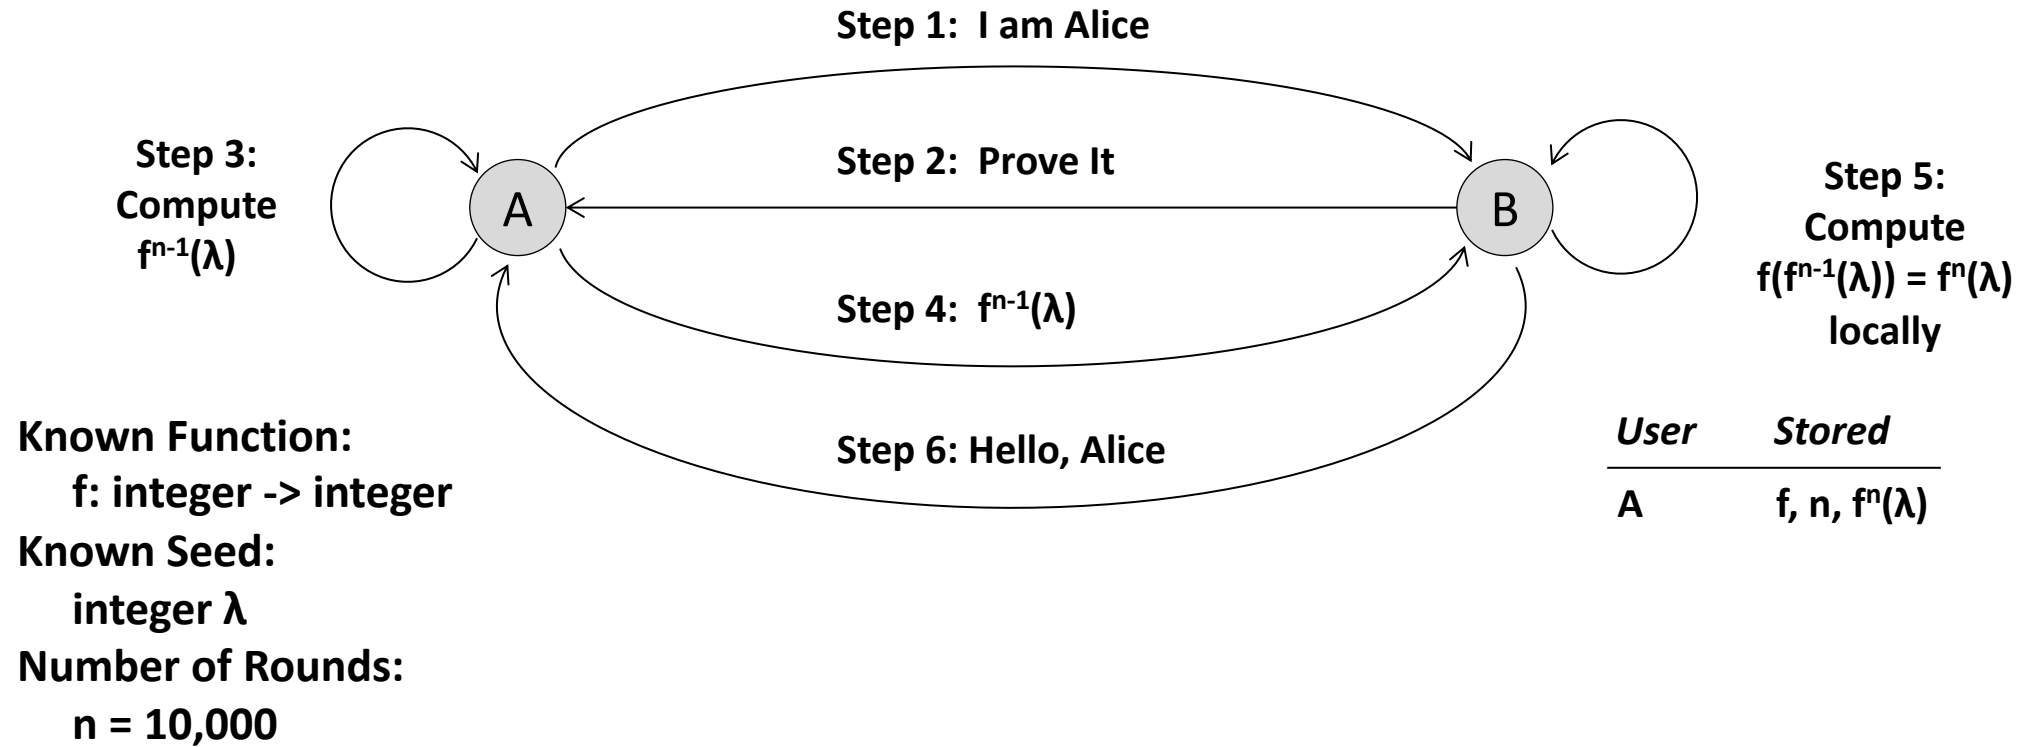 Step 1:  I am Alice
Step 2:  Prove It
Step 3:
Compute
fⁿ⁻¹(λ)
A
B
Step 5:
Compute
f(fⁿ⁻¹(λ)) = fⁿ(λ)
locally
Step 4:  fⁿ⁻¹(λ)
Step 6: Hello, Alice
Known Function:
f: integer -> integer
Known Seed:
integer λ
Number of Rounds:
n = 10,000
User Stored
A f, n, fⁿ(λ)